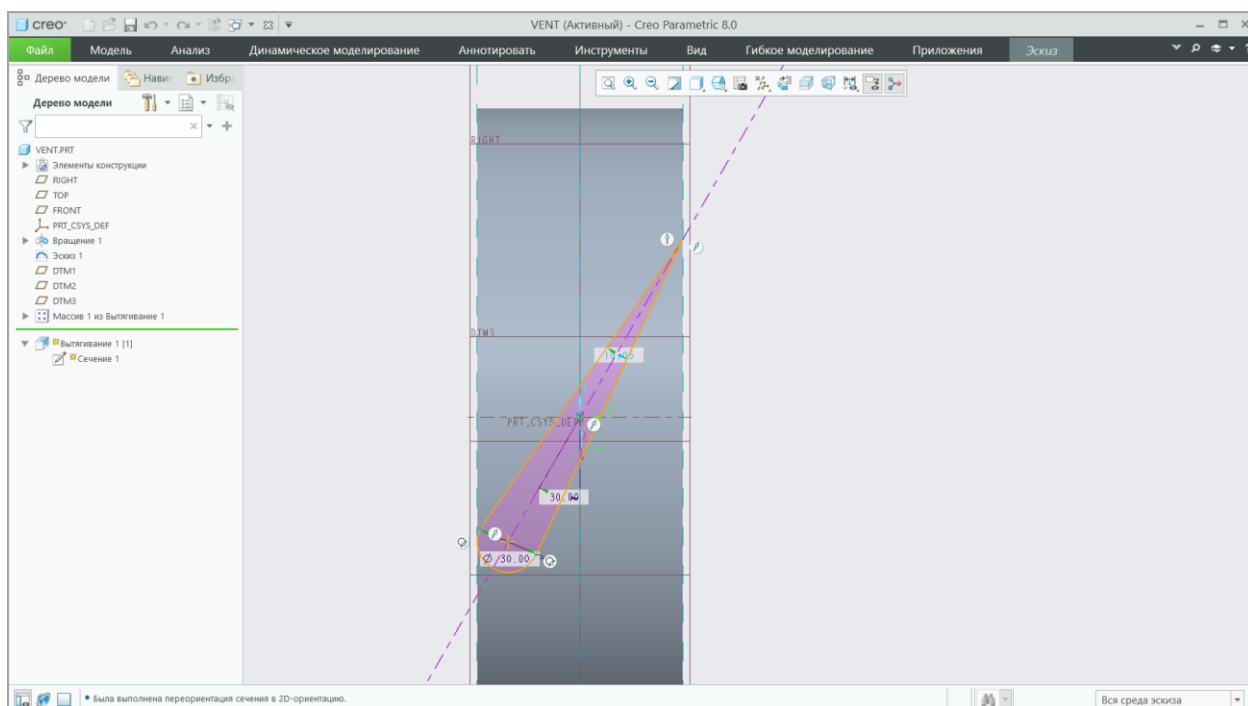 creo VENT (Активный) - Creo Parametric 8.0
Файл Модель Анализ Динамическое моделирование Аннотировать Инструменты Вид Гибкое моделирование Приложения Эскиз
Дерево модели Навиг Избра
Дерево модели
VENT.PRT
Элементы конструкции
RIGHT
TOP
FRONT
PRT_CSYS_DEF
Вращение 1
Эскиз 1
DTM1
DTM2
DTM3
Массив 1 из Вытягивание 1
Вытягивание 1 [1]
Сечение 1
RIGHT
DTM3
PRT_CSYS_DEF
30.00
Ø 30.00
• Была выполнена переориентация сечения в 2D-ориентацию.
Вся среда эскиза